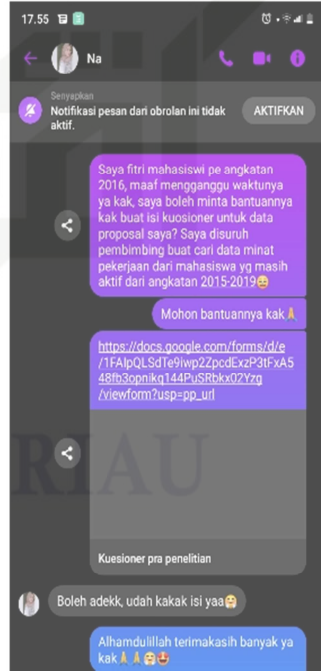 17.55
Na
Senyapkan
Notifikasi pesan dari obrolan ini tidak
aktif.
AKTIFKAN
Saya fitri mahasiswi pe angkatan
2016, maaf mengganggu waktunya
ya kak, saya boleh minta bantuannya
kak buat isi kuosioner untuk data
proposal saya? Saya disuruh
pembimbing buat cari data minat
pekerjaan dari mahasiswa yg masih
aktif dari angkatan 2015-2019😄
Mohon bantuannya kak🙏
https://docs.google.com/forms/d/e
/1FAIpQLSdTe9Iwp2ZpcdExzP3tFxA5
48fb3opnikq144PuSRbkx02Yzg
/viewform?usp=pp_url
RIAU
Kuesioner pra penelitian
Boleh adekk, udah kakak isi yaa🤗
Alhamdulillah terimakasih banyak ya
kak🙏🙏🤗🤩